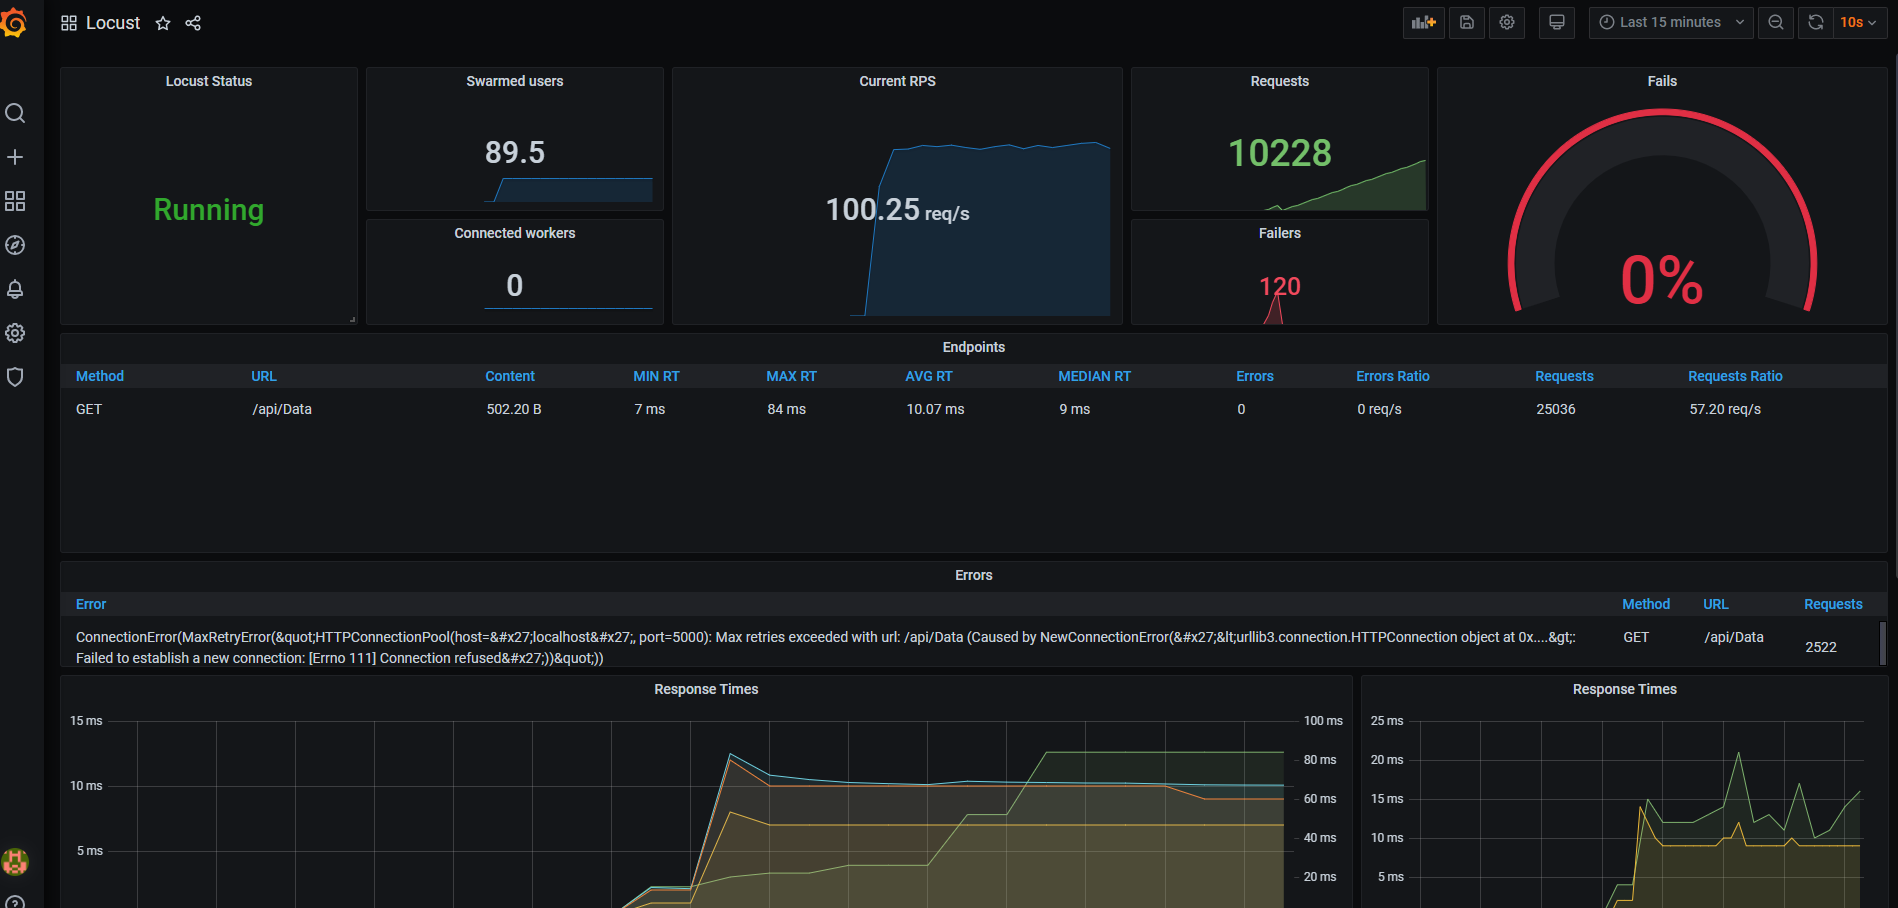 Locust
Last 15 minutes
10s
Locust Status
Running
Swarmed users
89.5
Connected workers
0
Current RPS
100.25 req/s
Requests
10228
Failers
120
Fails
0%
Endpoints
Method URL Content MIN RT MAX RT AVG RT MEDIAN RT Errors Errors Ratio Requests Requests Ratio
GET /api/Data 502.20 B 7 ms 84 ms 10.07 ms 9 ms 0 0 req/s 25036 57.20 req/s
Errors
Error Method URL Requests
ConnectionError(MaxRetryError(&quot;HTTPConnectionPool(host=&#x27;localhost&#x27;, port=5000): Max retries exceeded with url: /api/Data (Caused by NewConnectionError(&#x27;&lt;urllib3.connection.HTTPConnection object at 0x....&gt;:
Failed to establish a new connection: [Errno 111] Connection refused&#x27;))&quot;))
GET /api/Data 2522
Response Times
15 ms
10 ms
5 ms
100 ms
80 ms
60 ms
40 ms
20 ms
Response Times
25 ms
20 ms
15 ms
10 ms
5 ms